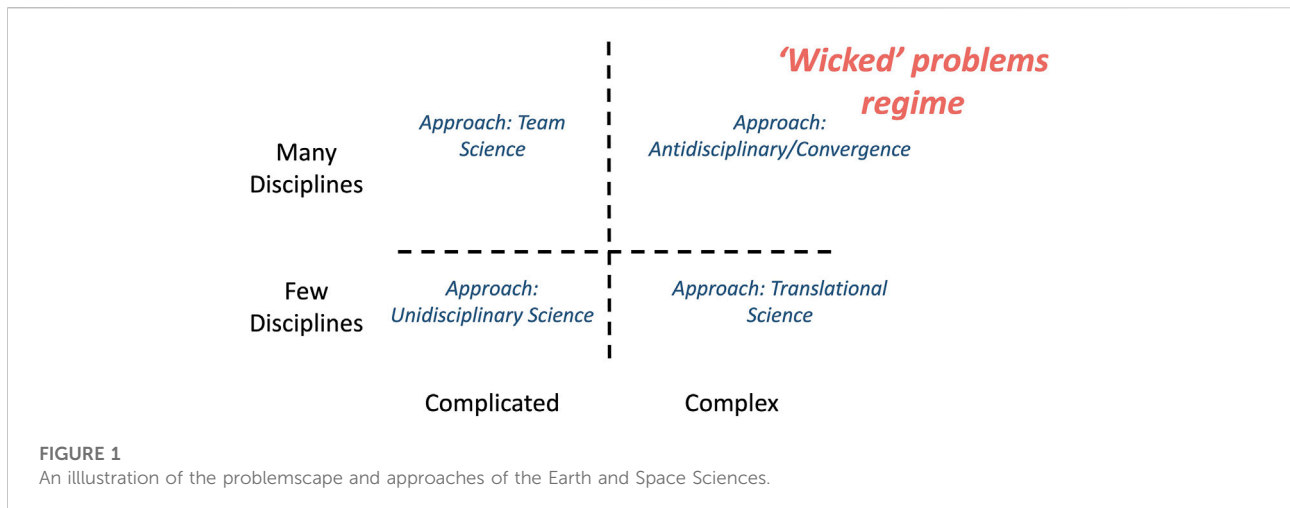 ‘Wicked’ problems
regime
Approach: Team
Science
Approach:
Antidisciplinary/Convergence
Many
Disciplines
Few
Disciplines
Approach:
Unidisciplinary Science
Approach: Translational
Science
Complicated
Complex
FIGURE 1
An illlustration of the problemscape and approaches of the Earth and Space Sciences.